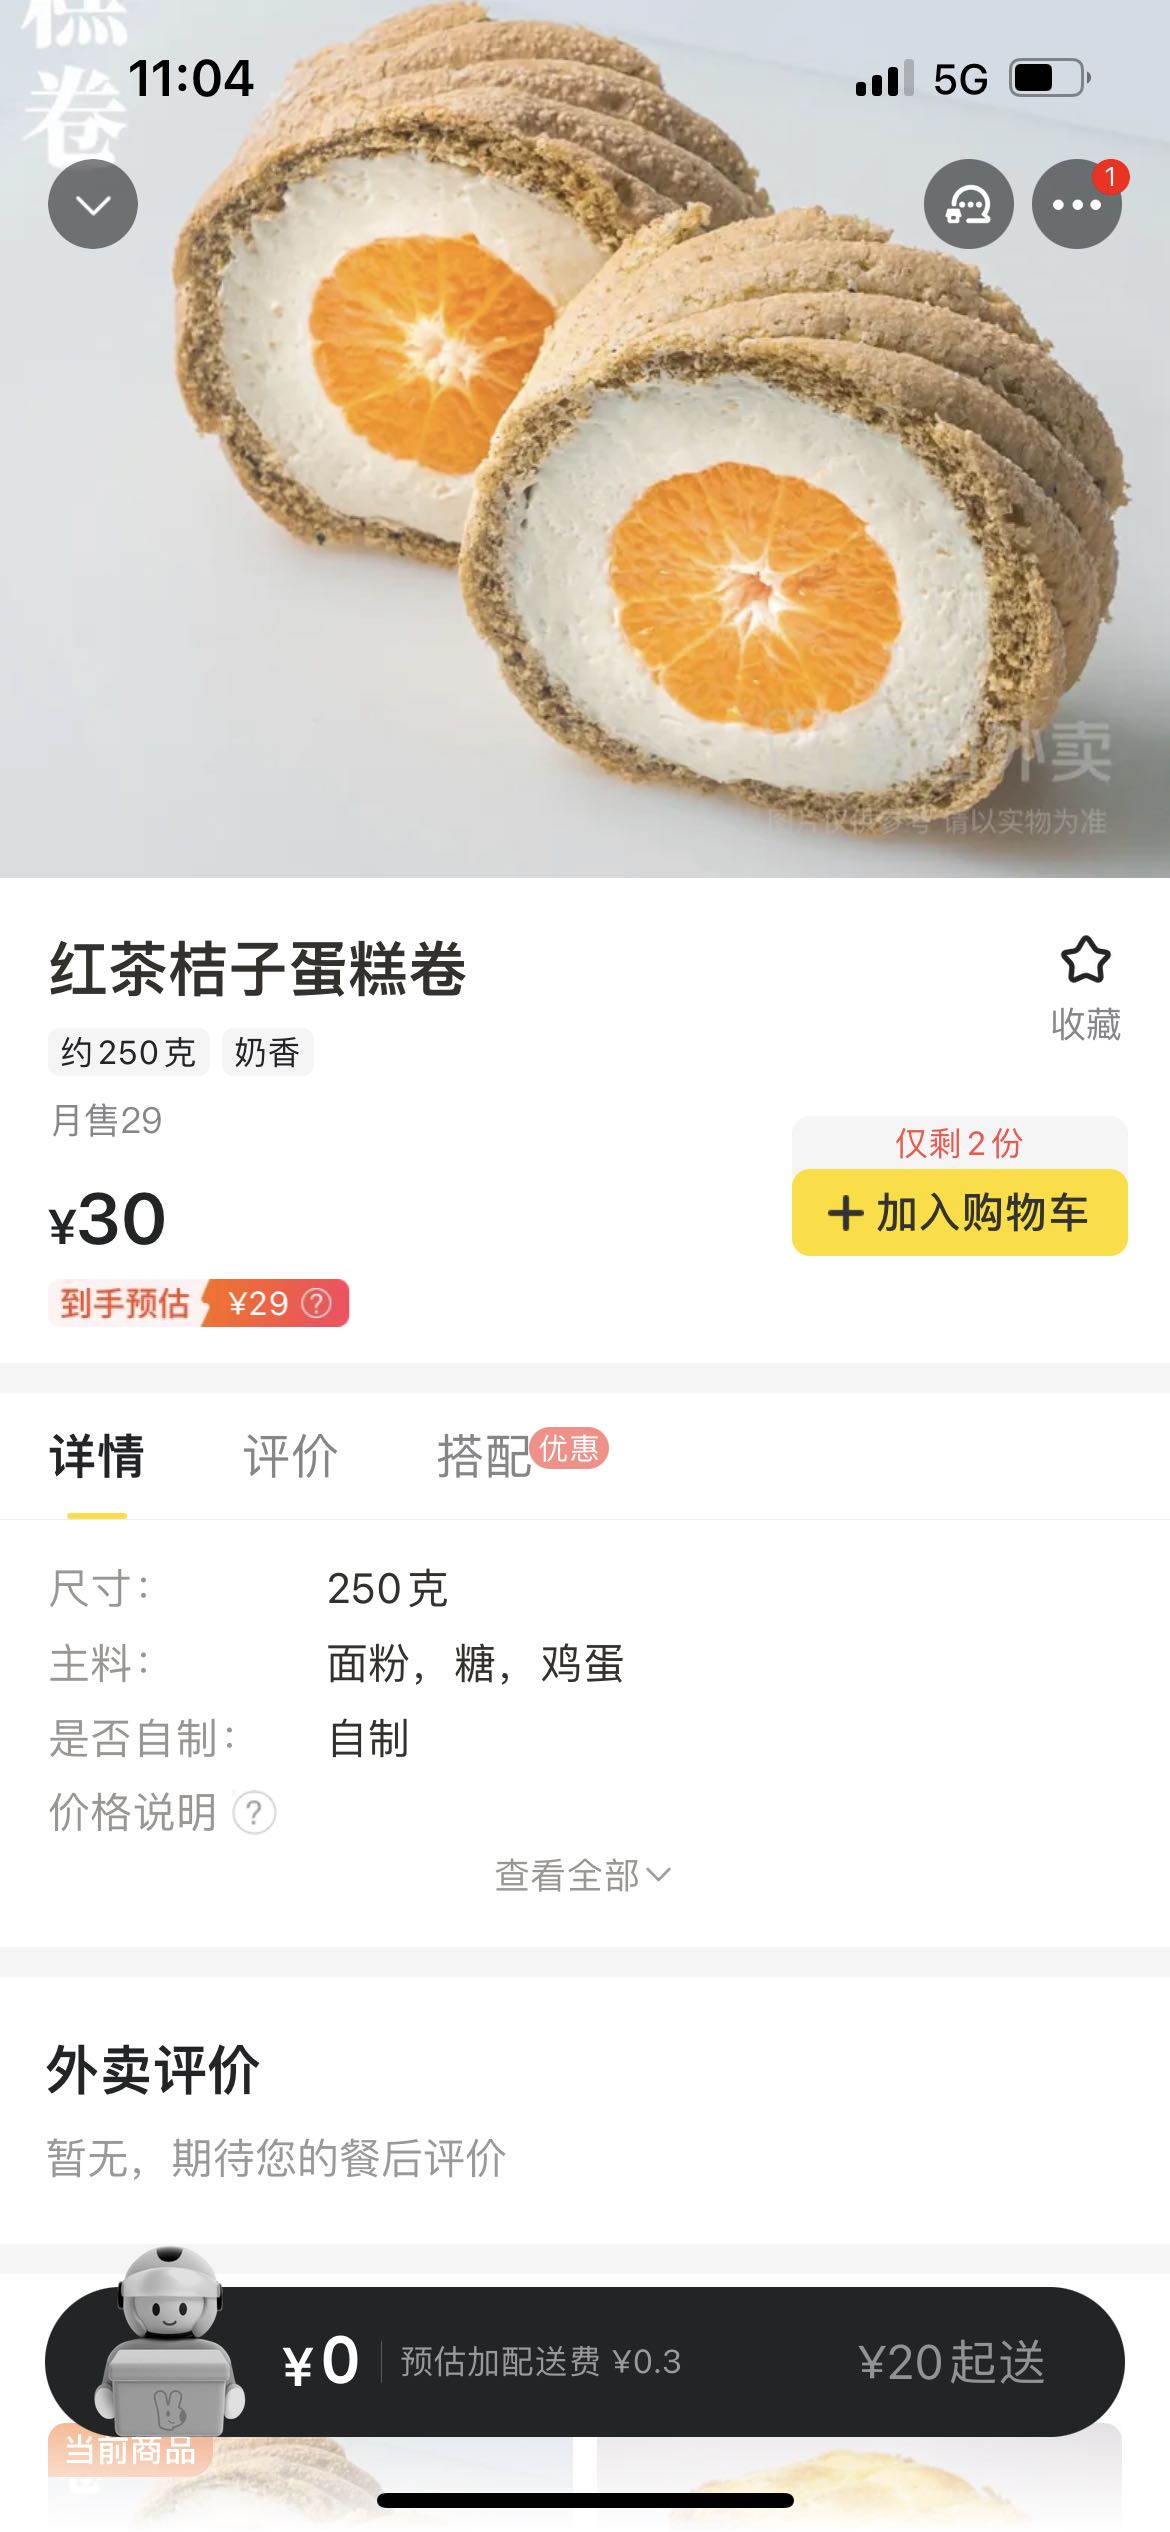 糕
卷
11:04
5G
1
外卖
图片仅供参考 请以实物为准
红茶桔子蛋糕卷
收藏
约250克
奶香
月售29
仅剩2份
¥30
+加入购物车
到手预估
¥29 ?
详情
评价
搭配
优惠
尺寸:
250克
主料:
面粉，糖，鸡蛋
是否自制:
自制
价格说明 ?
查看全部
外卖评价
暂无，期待您的餐后评价
¥0
预估加配送费 ¥0.3
¥20起送
当前商品